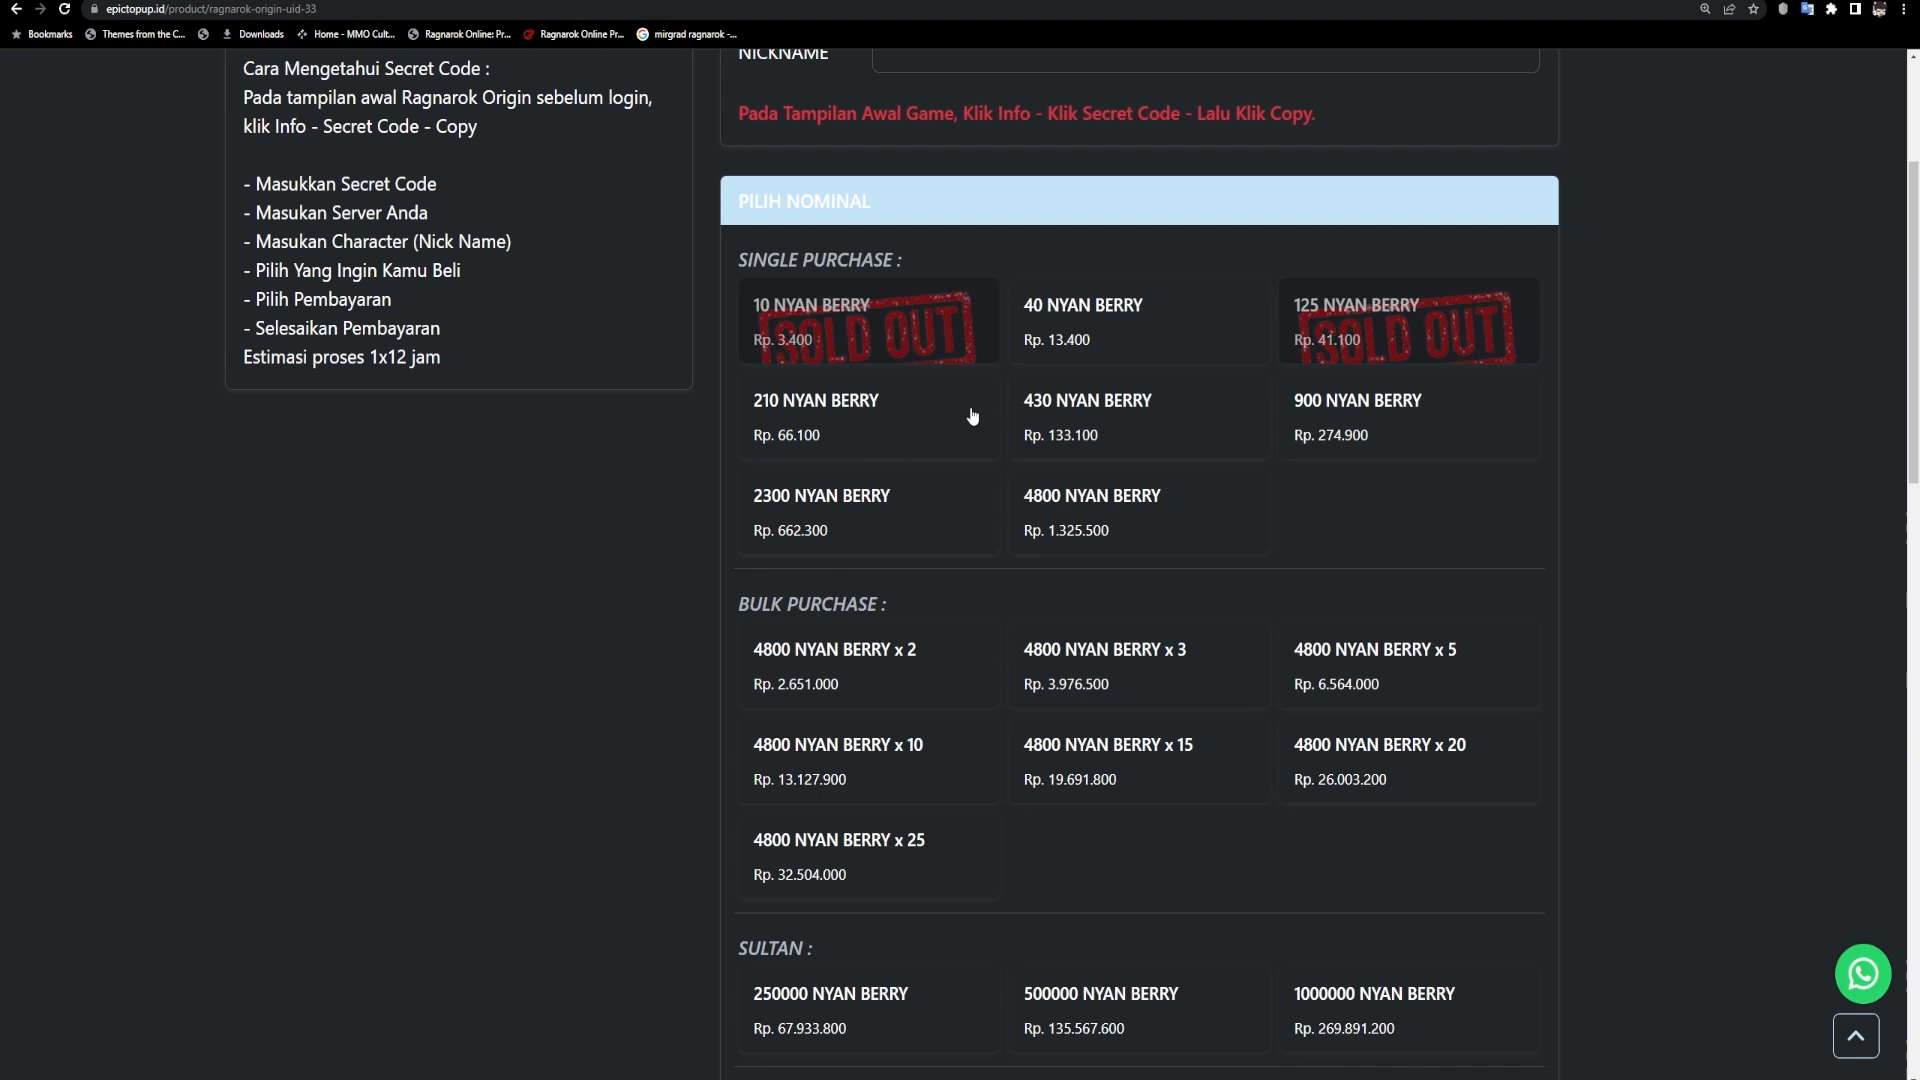 epictopup.id/product/ragnarok-origin-uid-33
Bookmarks
Themes from the C...
Downloads
Home - MMO Cult...
Ragnarok Online: Pr...
Ragnarok Online Pr...
mirgrad ragnarok -...
Cara Mengetahui Secret Code :
Pada tampilan awal Ragnarok Origin sebelum login,
klik Info - Secret Code - Copy
- Masukkan Secret Code
- Masukan Server Anda
- Masukan Character (Nick Name)
- Pilih Yang Ingin Kamu Beli
- Pilih Pembayaran
- Selesaikan Pembayaran
Estimasi proses 1x12 jam
NICKNAME
Pada Tampilan Awal Game, Klik Info - Klik Secret Code - Lalu Klik Copy.
PILIH NOMINAL
SINGLE PURCHASE :
10 NYAN BERRY
Rp. 3.400
SOLD OUT
40 NYAN BERRY
Rp. 13.400
125 NYAN BERRY
Rp. 41.100
SOLD OUT
210 NYAN BERRY
Rp. 66.100
430 NYAN BERRY
Rp. 133.100
900 NYAN BERRY
Rp. 274.900
2300 NYAN BERRY
Rp. 662.300
4800 NYAN BERRY
Rp. 1.325.500
BULK PURCHASE :
4800 NYAN BERRY x 2
Rp. 2.651.000
4800 NYAN BERRY x 3
Rp. 3.976.500
4800 NYAN BERRY x 5
Rp. 6.564.000
4800 NYAN BERRY x 10
Rp. 13.127.900
4800 NYAN BERRY x 15
Rp. 19.691.800
4800 NYAN BERRY x 20
Rp. 26.003.200
4800 NYAN BERRY x 25
Rp. 32.504.000
SULTAN :
250000 NYAN BERRY
Rp. 67.933.800
500000 NYAN BERRY
Rp. 135.567.600
1000000 NYAN BERRY
Rp. 269.891.200